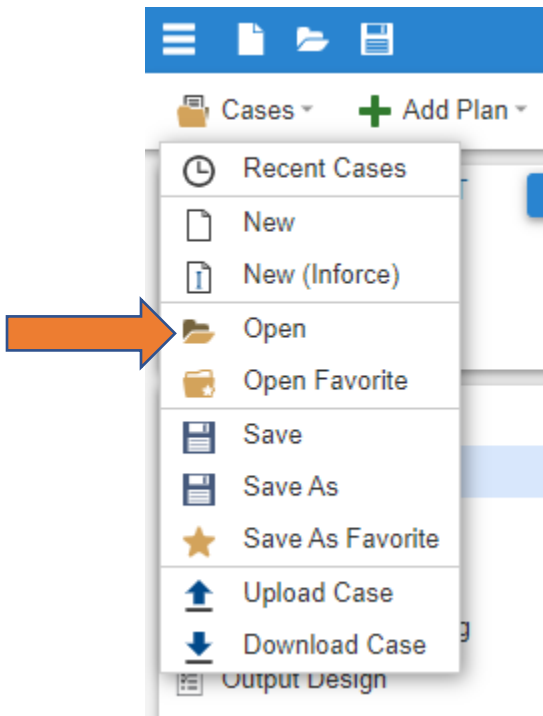 Cases
Add Plan
Recent Cases
New
New (Inforce)
Open
Open Favorite
Save
Save As
Save As Favorite
Upload Case
Download Case
Output Design